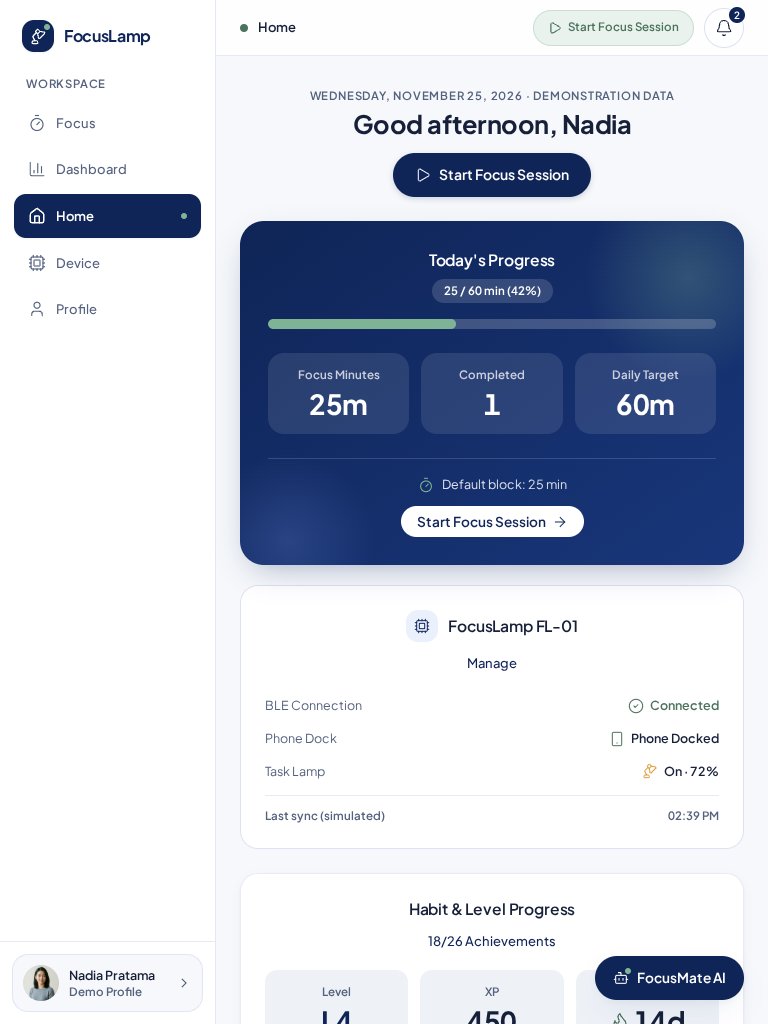 FocusLamp
WORKSPACE
Focus
Dashboard
Home
Device
Profile
Nadia Pratama
Demo Profile
Home
Start Focus Session
2
WEDNESDAY, NOVEMBER 25, 2026 · DEMONSTRATION DATA
Good afternoon, Nadia
Start Focus Session
Today's Progress
25 / 60 min (42%)
Focus Minutes
25m
Completed
1
Daily Target
60m
Default block: 25 min
Start Focus Session
FocusLamp FL-01
Manage
BLE Connection
Connected
Phone Dock
Phone Docked
Task Lamp
On · 72%
Last sync (simulated)
02:39 PM
Habit & Level Progress
18/26 Achievements
Level
L4
XP
450
14d
FocusMate AI